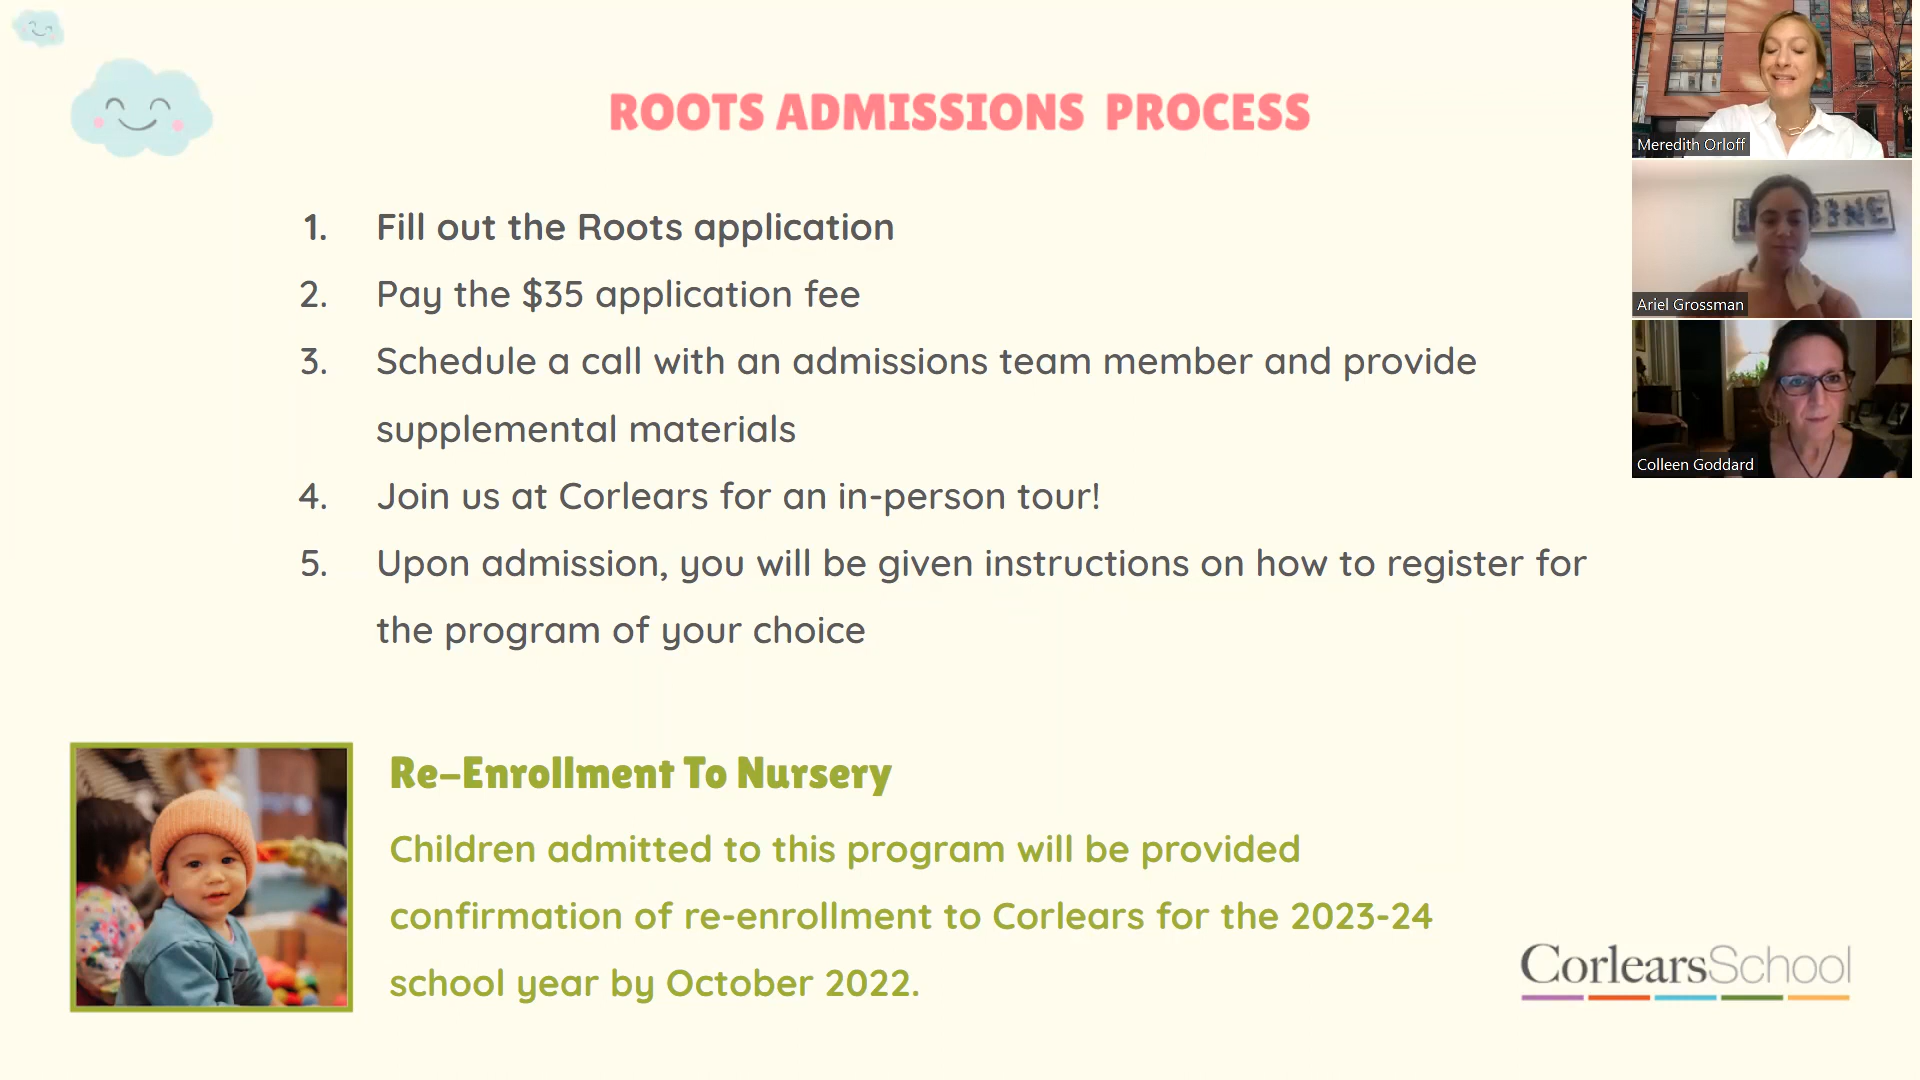 ROOTS ADMISSIONS PROCESS
1. Fill out the Roots application
2. Pay the $35 application fee
3. Schedule a call with an admissions team member and provide
supplemental materials
4. Join us at Corlears for an in-person tour!
5. Upon admission, you will be given instructions on how to register for
the program of your choice
Re-Enrollment To Nursery
Children admitted to this program will be provided
confirmation of re-enrollment to Corlears for the 2023-24
school year by October 2022.
CorlearsSchool
Meredith Orloff
Ariel Grossman
Colleen Goddard